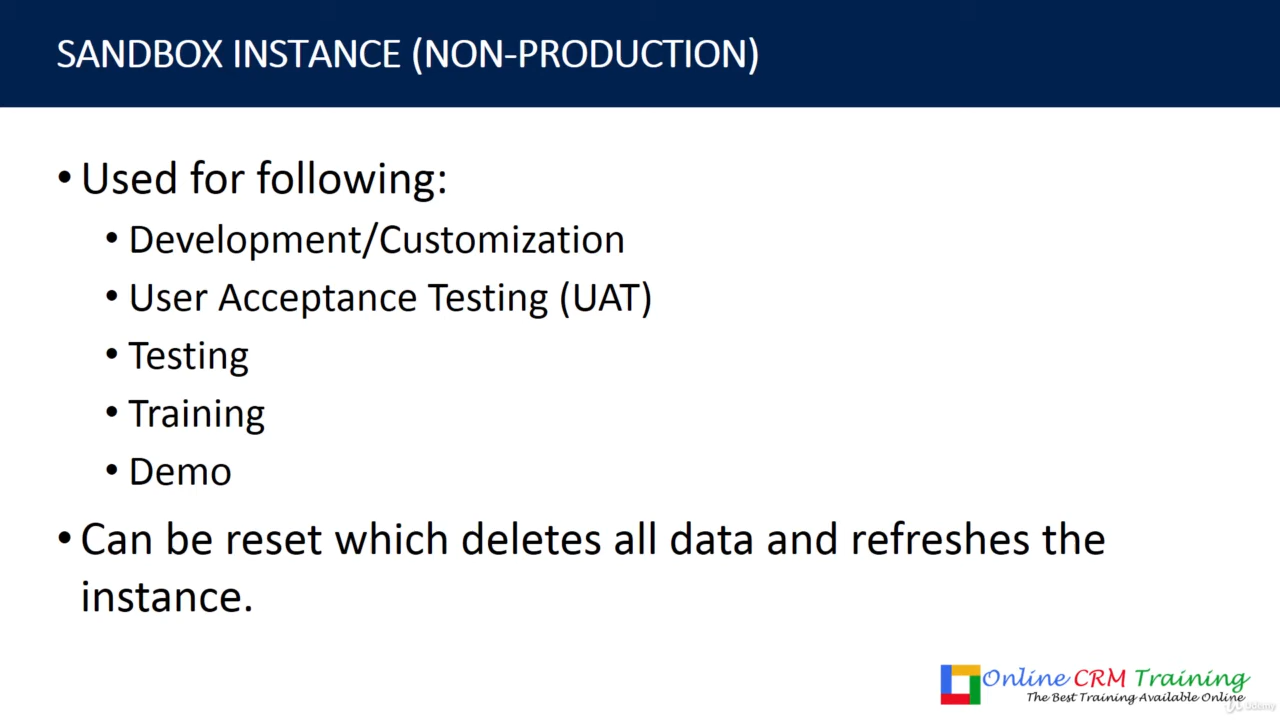 SANDBOX INSTANCE (NON-PRODUCTION)
• Used for following:
• Development/Customization
• User Acceptance Testing (UAT)
• Testing
• Training
• Demo
• Can be reset which deletes all data and refreshes the
instance.
Online CRM Training
The Best Training Available Online
Udemy